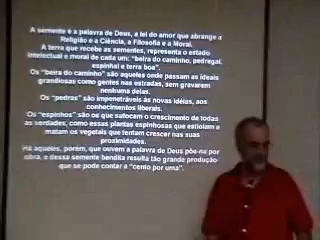 A semente é a palavra de Deus, a lei do amor que abrange a
Religião e a Ciência, a Filosofia e a Moral.
A terra que recebe as sementes, representa o estado
intelectual e moral de cada um: "beira do caminho, pedregal,
espinhal e terra boa".
Os "beira do caminho" são aqueles onde passam as ideias
grandiosas como gentes nas estradas, sem gravarem
nenhuma delas.
Os "pedras" são impenetráveis às novas idéias, aos
conhecimentos liberais.
Os "espinhos" são os que sufocam o crescimento de todas
as verdades, como essas plantas espinhosas que estiolam e
matam os vegetais que tentam crescer nas suas
proximidades.
Há aqueles, porém, que ouvem a palavra de Deus põe-na por
obra, e dessa semente bendita resulta tão grande produção
que se pode contar a "cento por uma".